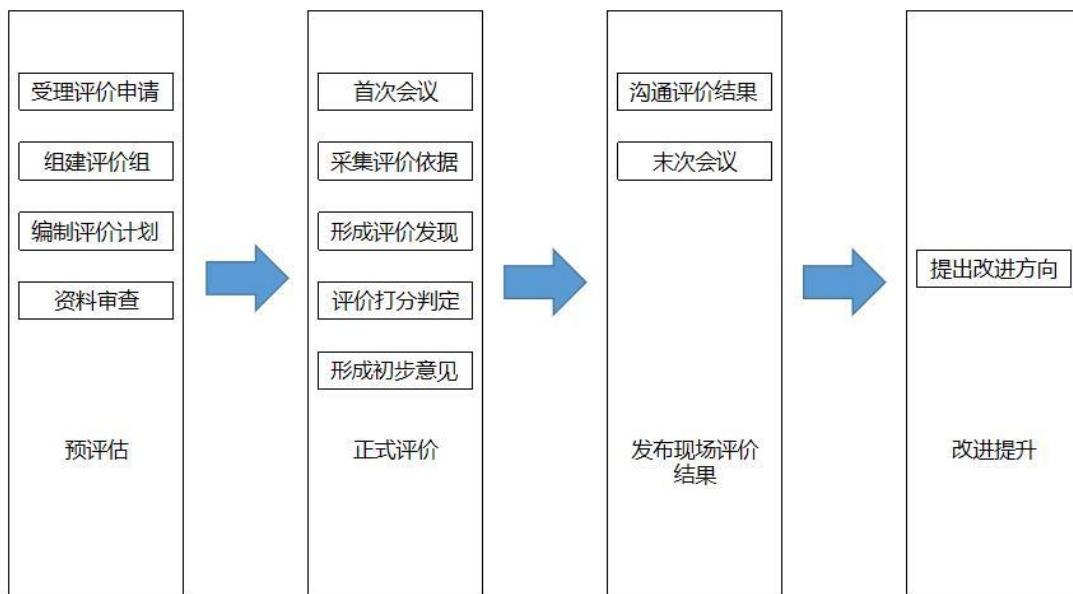 受理评价申请
组建评价组
编制评价计划
资料审查
预评估
首次会议
采集评价依据
形成评价发现
评价打分判定
形成初步意见
正式评价
沟通评价结果
末次会议
发布现场评价
结果
提出改进方向
改进提升